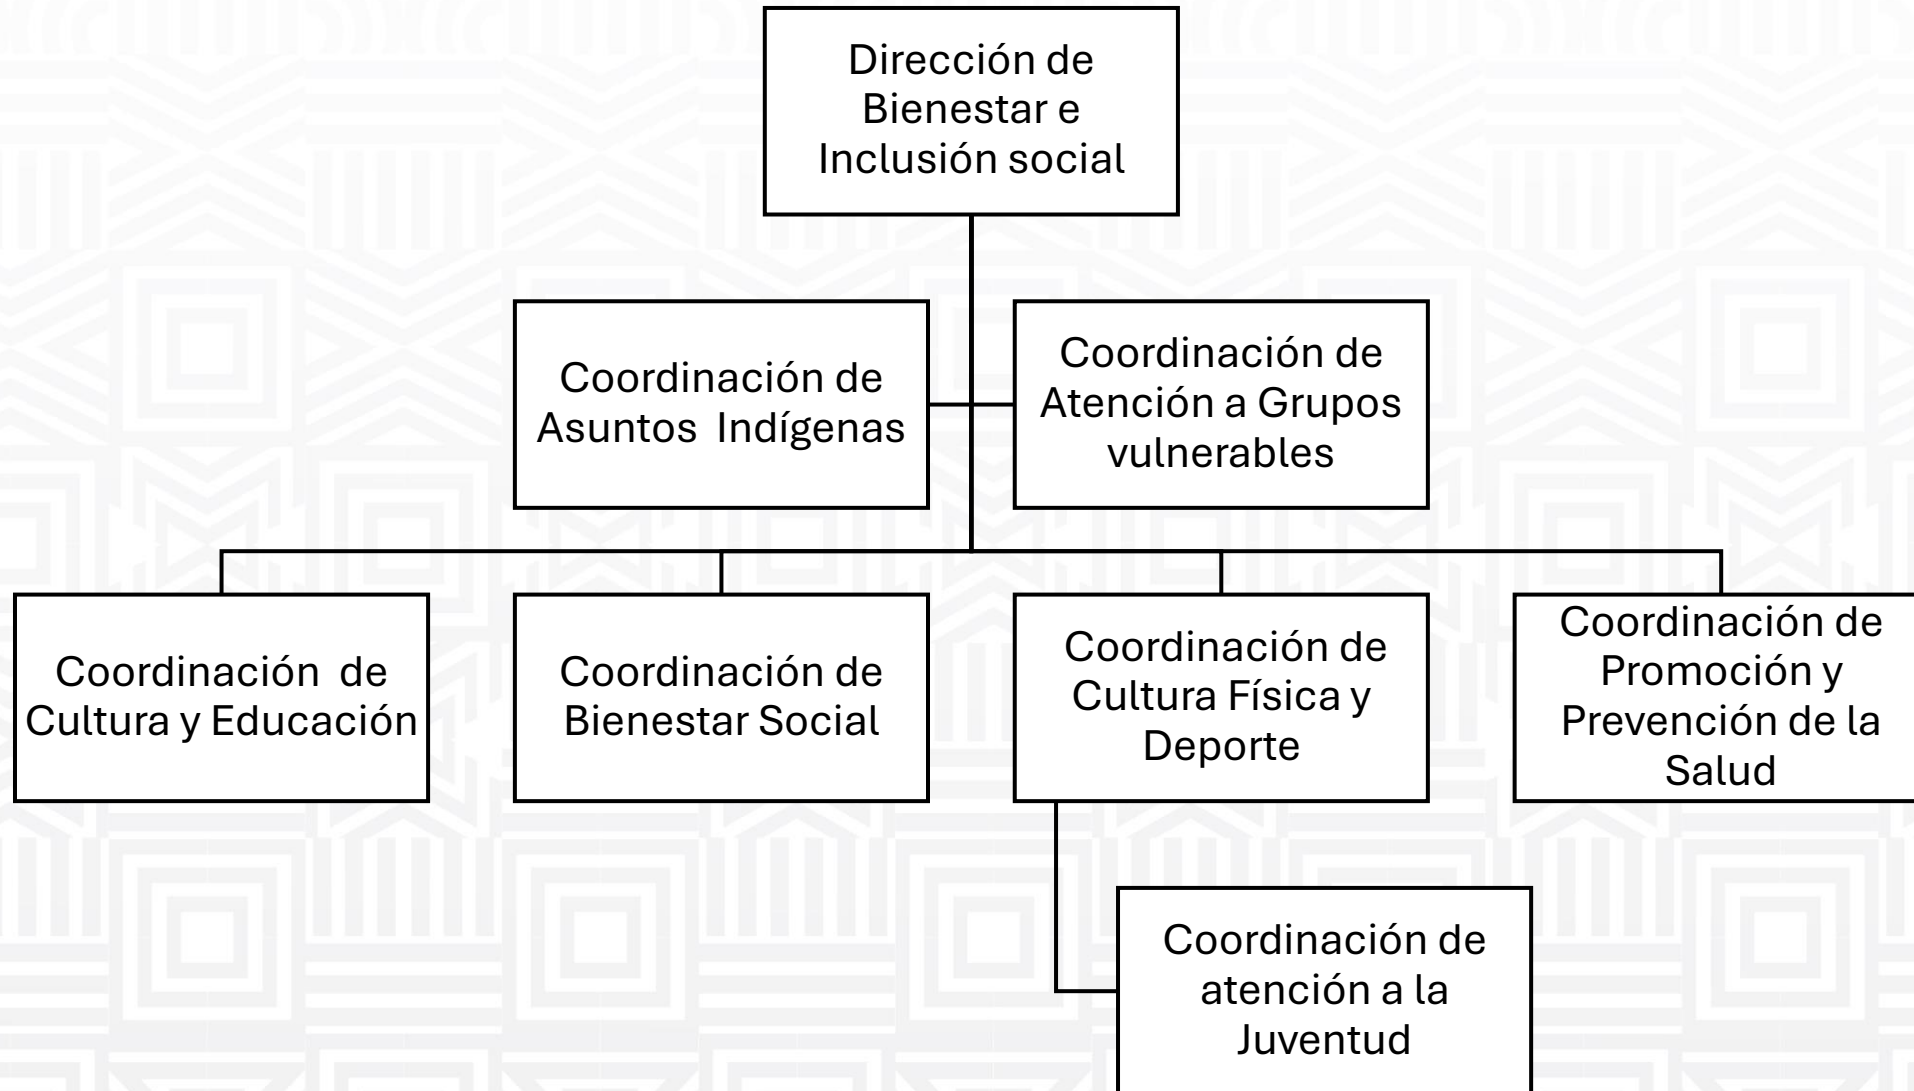 Dirección de
Bienestar e
Inclusión social
Coordinación de
Asuntos  Indígenas
Coordinación de
Atención a Grupos
vulnerables
Coordinación  de
Cultura y Educación
Coordinación de
Bienestar Social
Coordinación de
Cultura Física y
Deporte
Coordinación de
Promoción y
Prevención de la
Salud
Coordinación de
atención a la
Juventud